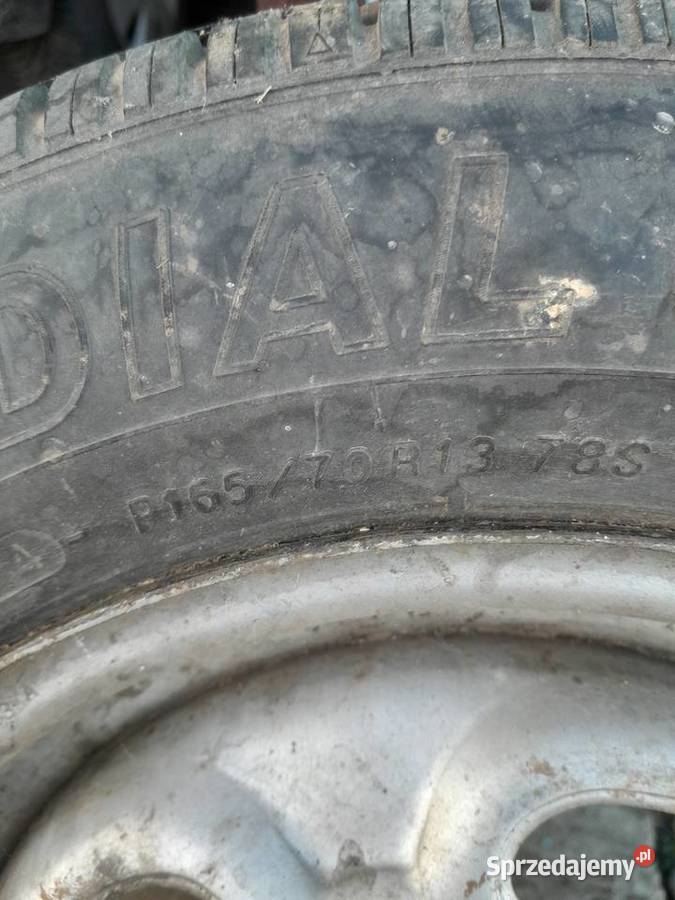 DIAL
P165/70R13 78S
Sprzedajemy.pl